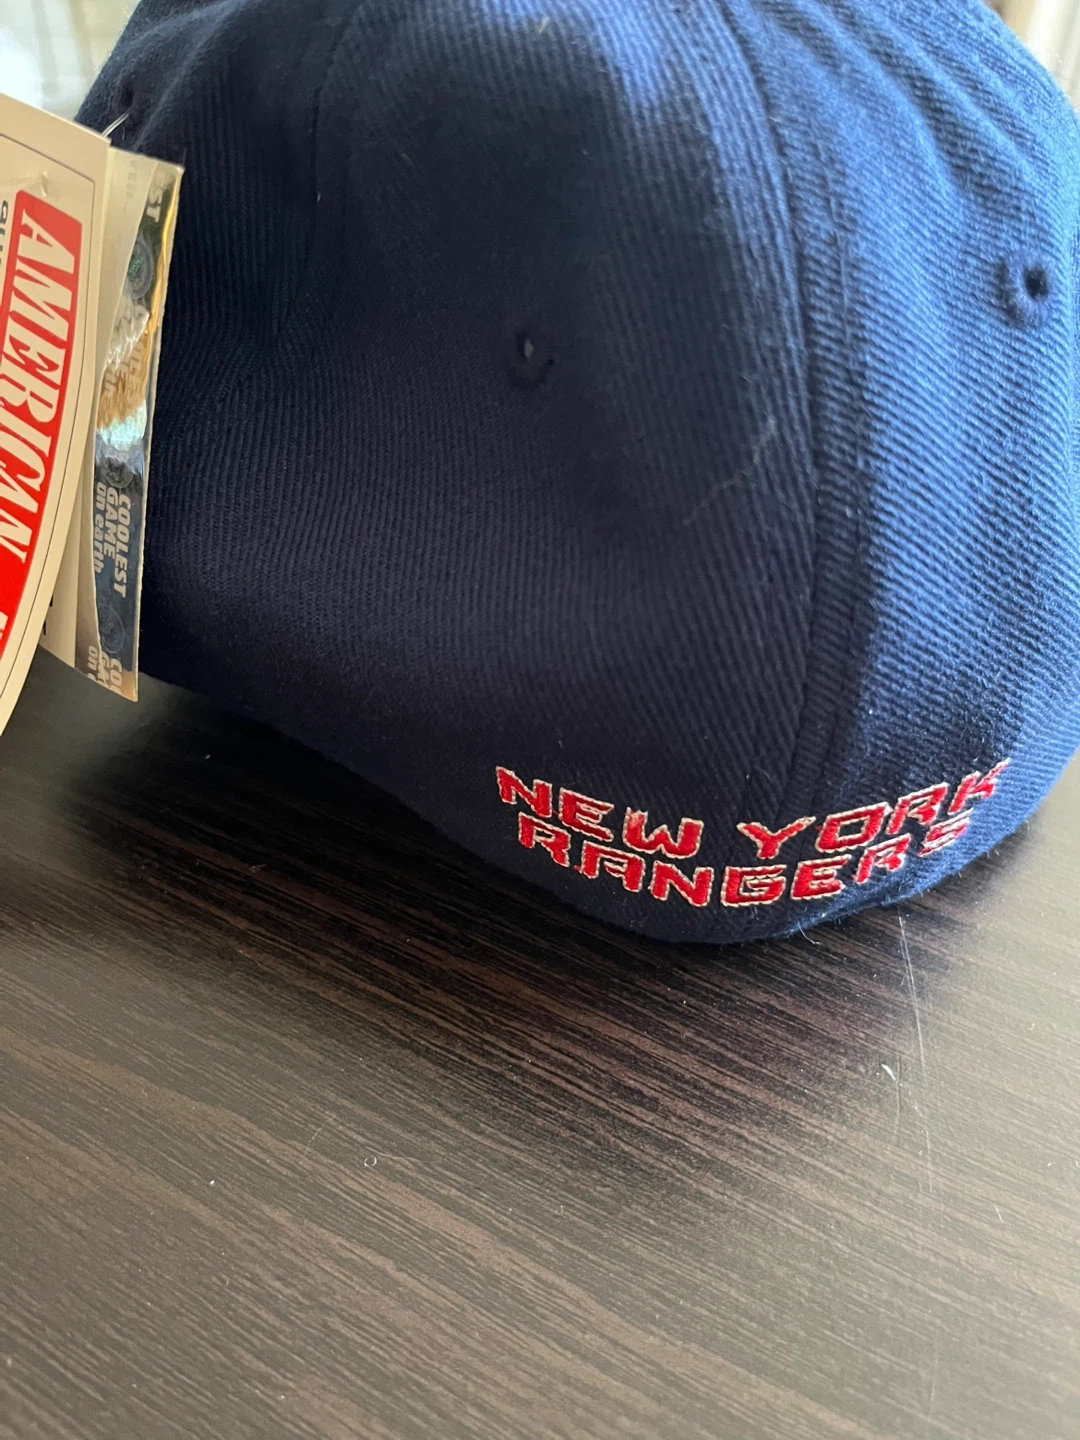 AMERICAN
COOLEST
GAME
on earth
NEW YORK
RANGERS